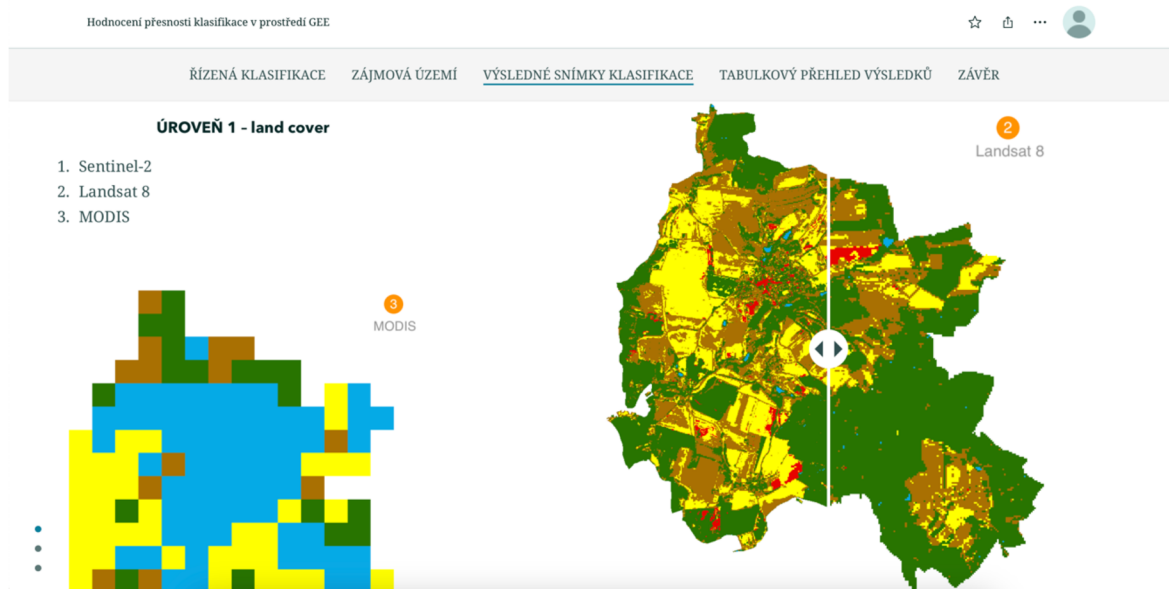 Hodnocení přesnosti klasifikace v prostředí GEE
ŘÍZENÁ KLASIFIKACE ZÁJMOVÁ ÚZEMÍ VÝSLEDNÉ SNÍMKY KLASIFIKACE TABULKOVÝ PŘEHLED VÝSLEDKŮ ZÁVĚR
ÚROVEŇ 1 – land cover
1. Sentinel-2
2. Landsat 8
3. MODIS
2
Landsat 8
3
MODIS